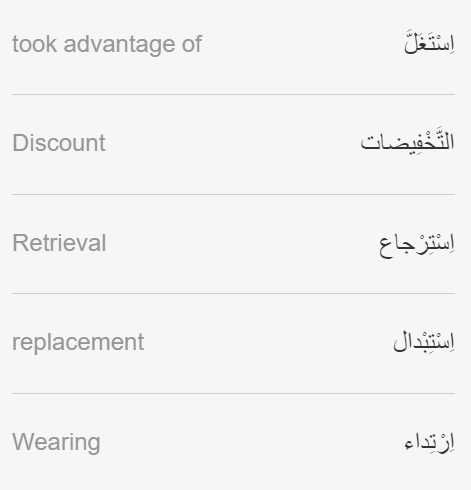 took advantage of اِسْتَغَلَّ
Discount التَّخْفِيضات
Retrieval اِسْتِرْجاع
replacement اِسْتِبْدال
Wearing اِرْتِداء